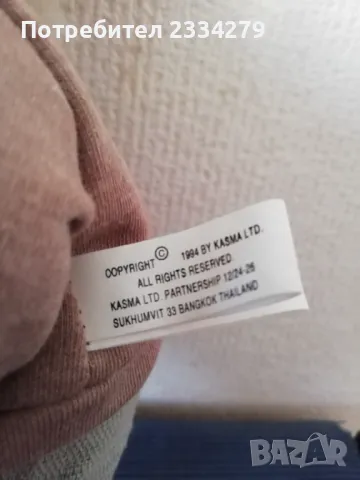 Потребител 2334279
COPYRIGHT © 1994 BY KASMA LTD.
ALL RIGHTS RESERVED
KASMA LTD. PARTNERSHIP 12/24-26
SUKHUMVIT 33 BANGKOK THAILAND
BAZAR